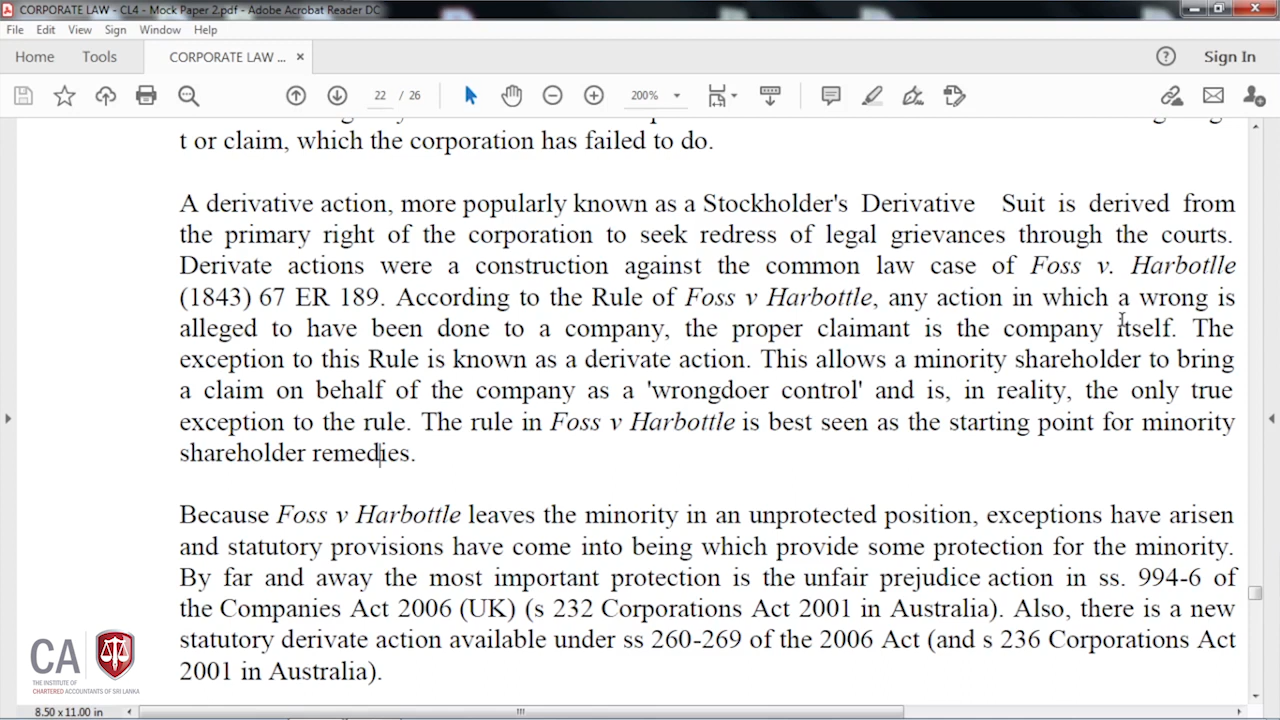 CORPORATE LAW - CL4 - Mock Paper 2.pdf - Adobe Acrobat Reader DC
File Edit View Sign Window Help
Home Tools CORPORATE LAW ... × ? Sign In
22 / 26 200%
t or claim, which the corporation has failed to do.
A derivative action, more popularly known as a Stockholder's Derivative Suit is derived from
the primary right of the corporation to seek redress of legal grievances through the courts.
Derivate actions were a construction against the common law case of Foss v. Harbotlle
(1843) 67 ER 189. According to the Rule of Foss v Harbottle, any action in which a wrong is
alleged to have been done to a company, the proper claimant is the company itself. The
exception to this Rule is known as a derivate action. This allows a minority shareholder to bring
a claim on behalf of the company as a 'wrongdoer control' and is, in reality, the only true
exception to the rule. The rule in Foss v Harbottle is best seen as the starting point for minority
shareholder remedies.
Because Foss v Harbottle leaves the minority in an unprotected position, exceptions have arisen
and statutory provisions have come into being which provide some protection for the minority.
By far and away the most important protection is the unfair prejudice action in ss. 994-6 of
the Companies Act 2006 (UK) (s 232 Corporations Act 2001 in Australia). Also, there is a new
statutory derivate action available under ss 260-269 of the 2006 Act (and s 236 Corporations Act
2001 in Australia).
CA
THE INSTITUTE OF
CHARTERED ACCOUNTANTS OF SRI LANKA
8.50 x 11.00 in